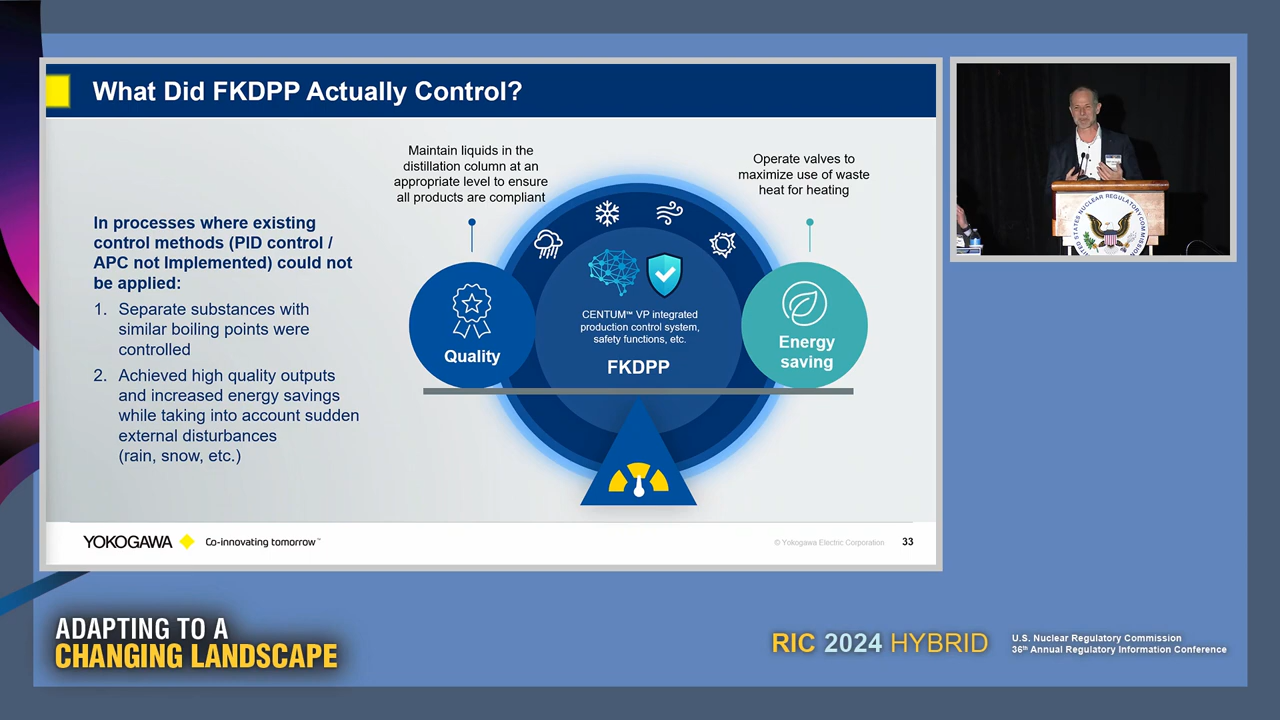 What Did FKDPP Actually Control?
In processes where existing
control methods (PID control /
APC not Implemented) could not
be applied:
1. Separate substances with
similar boiling points were
controlled
2. Achieved high quality outputs
and increased energy savings
while taking into account sudden
external disturbances
(rain, snow, etc.)
Maintain liquids in the
distillation column at an
appropriate level to ensure
all products are compliant
Operate valves to
maximize use of waste
heat for heating
Quality
CENTUM™ VP integrated
production control system,
safety functions, etc.
FKDPP
Energy
saving
YOKOGAWA
Co-innovating tomorrow™
© Yokogawa Electric Corporation
33
UNITED STATES NUCLEAR REGULATORY COMMISSION
ADAPTING TO A
CHANGING LANDSCAPE
RIC 2024 HYBRID
U.S. Nuclear Regulatory Commission
36th Annual Regulatory Information Conference